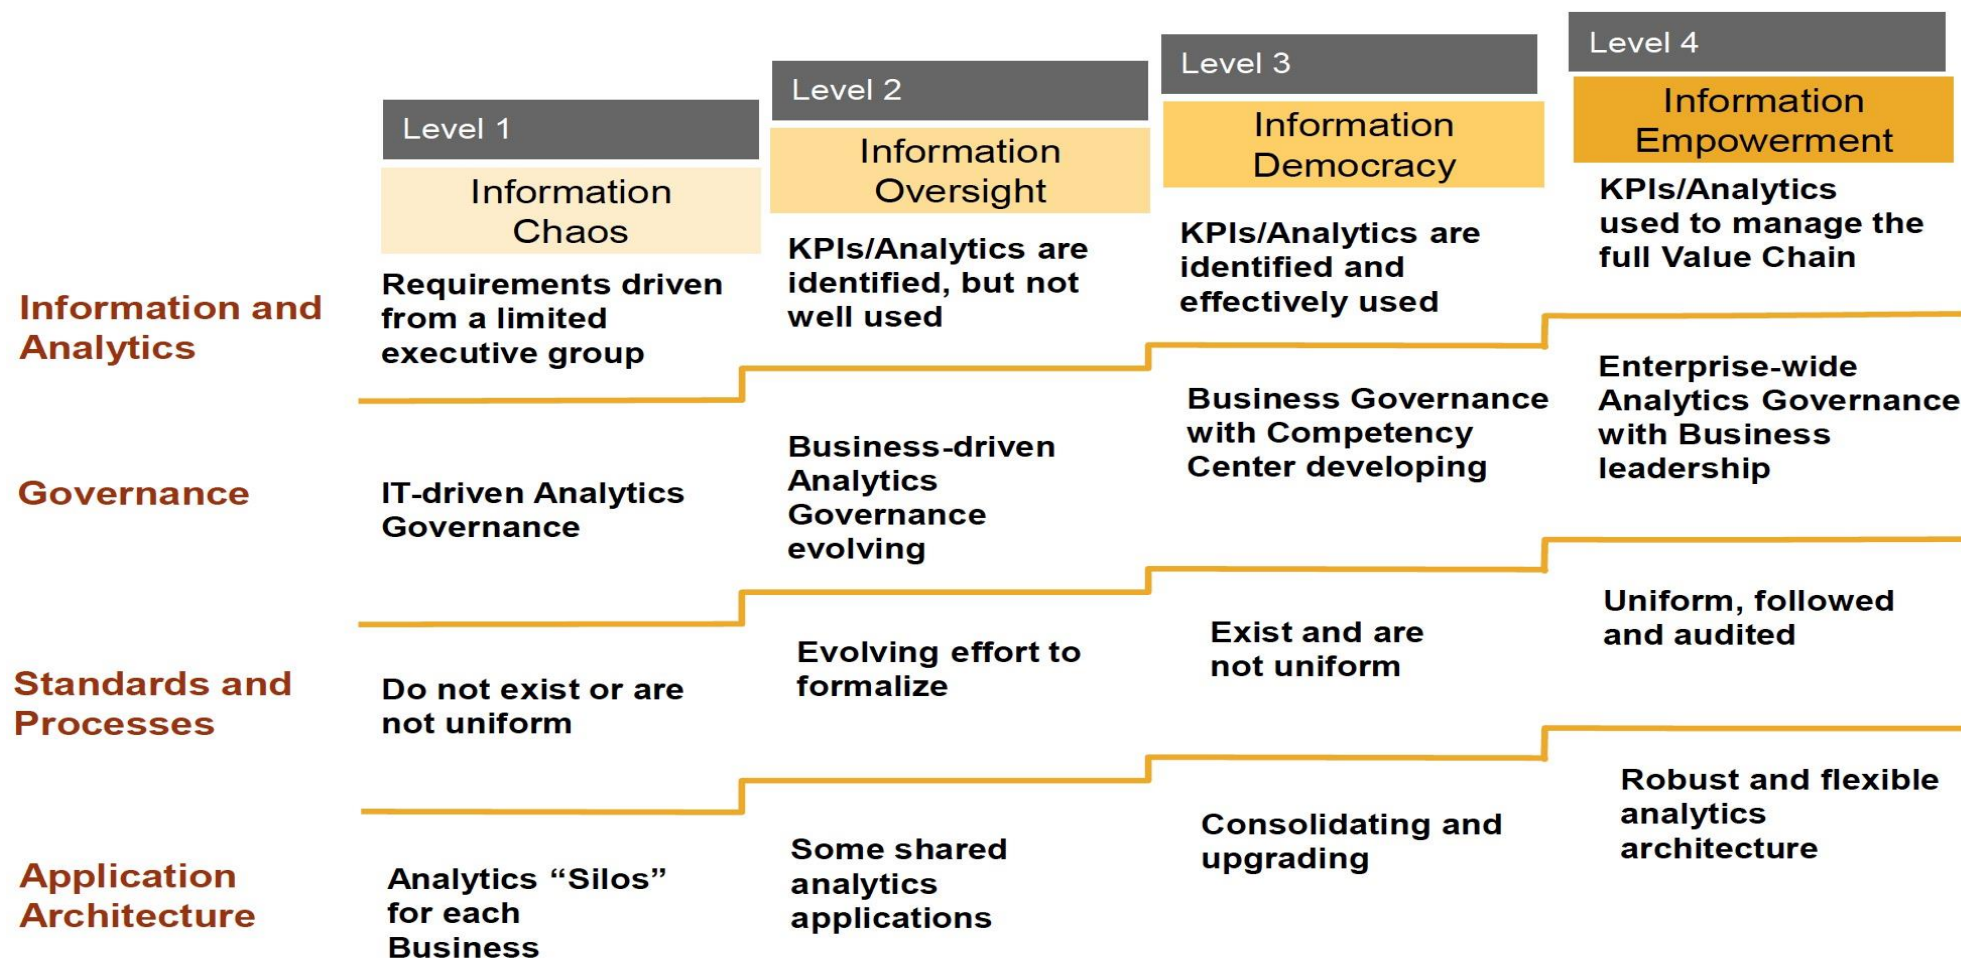 Level 1
Level 2
Level 3
Level 4
Information
Chaos
Information
Oversight
Information
Democracy
Information
Empowerment
Information and
Analytics
Requirements driven
from a limited
executive group
KPIs/Analytics are
identified, but not
well used
KPIs/Analytics are
identified and
effectively used
KPIs/Analytics
used to manage the
full Value Chain
Governance
IT-driven Analytics
Governance
Business-driven
Analytics
Governance
evolving
Business Governance
with Competency
Center developing
Enterprise-wide
Analytics Governance
with Business
leadership
Standards and
Processes
Do not exist or are
not uniform
Evolving effort to
formalize
Exist and are
not uniform
Uniform, followed
and audited
Application
Architecture
Analytics “Silos”
for each
Business
Some shared
analytics
applications
Consolidating and
upgrading
Robust and flexible
analytics
architecture